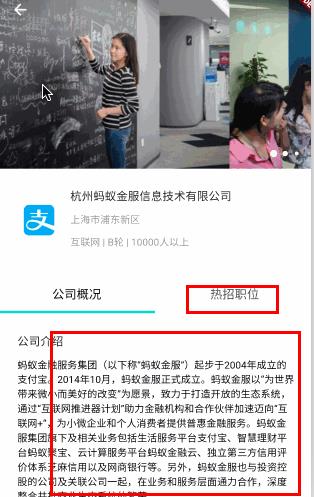 杭州蚂蚁金服信息技术有限公司
上海市浦东新区
互联网 | B轮 | 10000人以上
公司概况
热招职位
公司介绍
蚂蚁金融服务集团（以下称"蚂蚁金服"）起步于2004年成立的
支付宝。2014年10月，蚂蚁金服正式成立。蚂蚁金服以"为世界
带来微小而美好的改变"为愿景，致力于打造开放的生态系统，
通过"互联网推进器计划"助力金融机构和合作伙伴加速迈向"互
联网+"，为小微企业和个人消费者提供普惠金融服务。蚂蚁金
服集团旗下及相关业务包括生活服务平台支付宝、智慧理财平
台蚂蚁聚宝、云计算服务平台蚂蚁金融云、独立第三方信用评
价体系芝麻信用以及网商银行等。另外，蚂蚁金服也与投资控
股的公司及关联公司一起，在业务和服务层面通力合作，深度